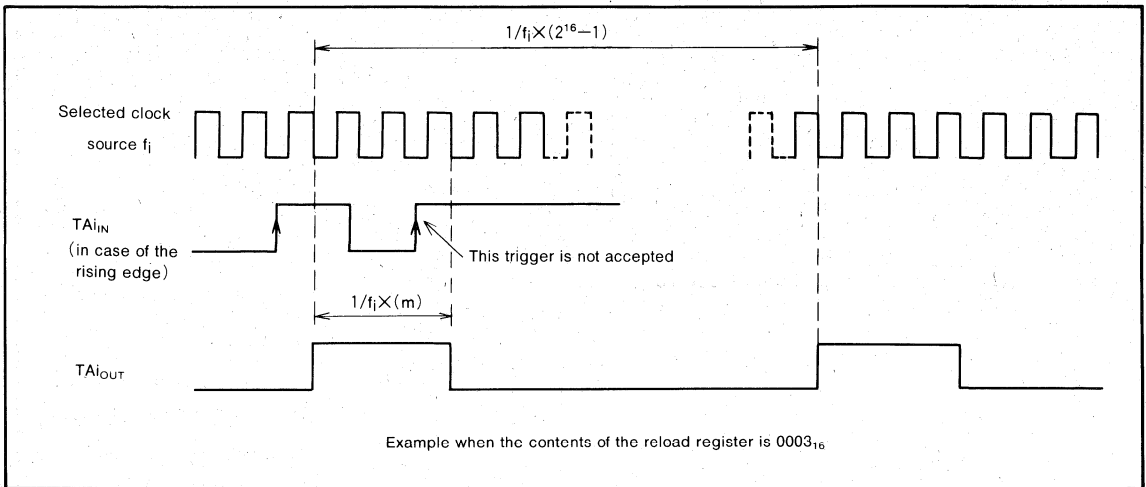 1/fᵢ×(2¹⁶−1)
Selected clock
source fᵢ
TAiIN
(in case of the
rising edge)
This trigger is not accepted
1/fᵢ×(m)
TAiOUT
Example when the contents of the reload register is 0003₁₆